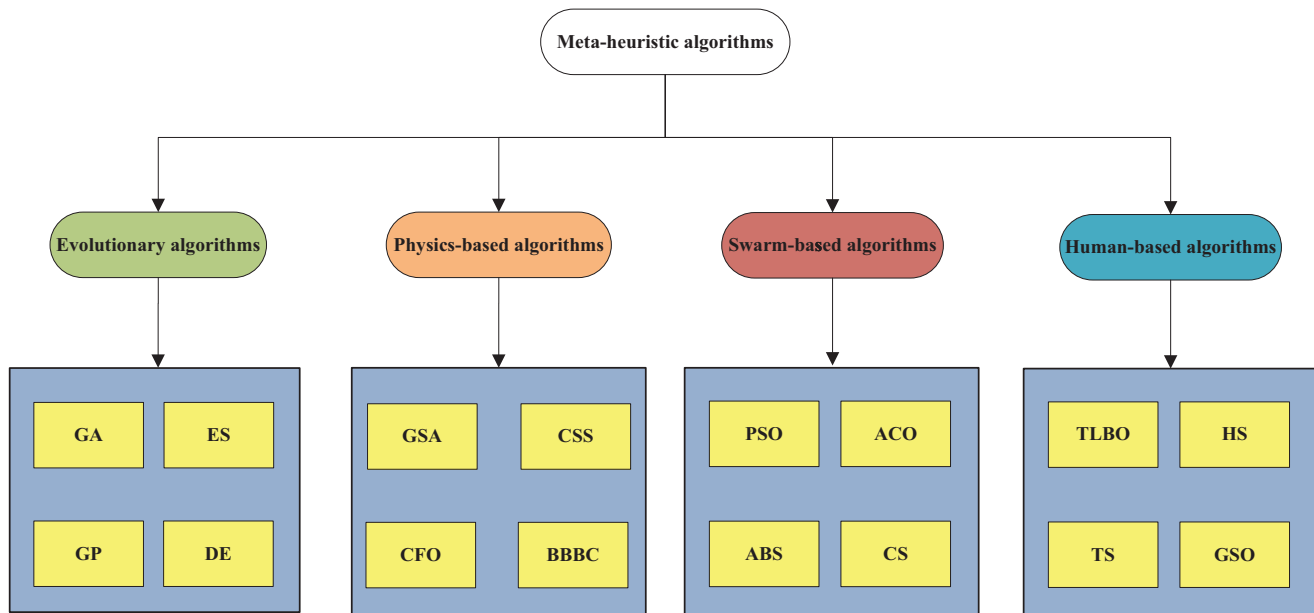 Meta-heuristic algorithms
Evolutionary algorithms
Physics-based algorithms
Swarm-based algorithms
Human-based algorithms
GA
ES
GP
DE
GSA
CSS
CFO
BBBC
PSO
ACO
ABS
CS
TLBO
HS
TS
GSO